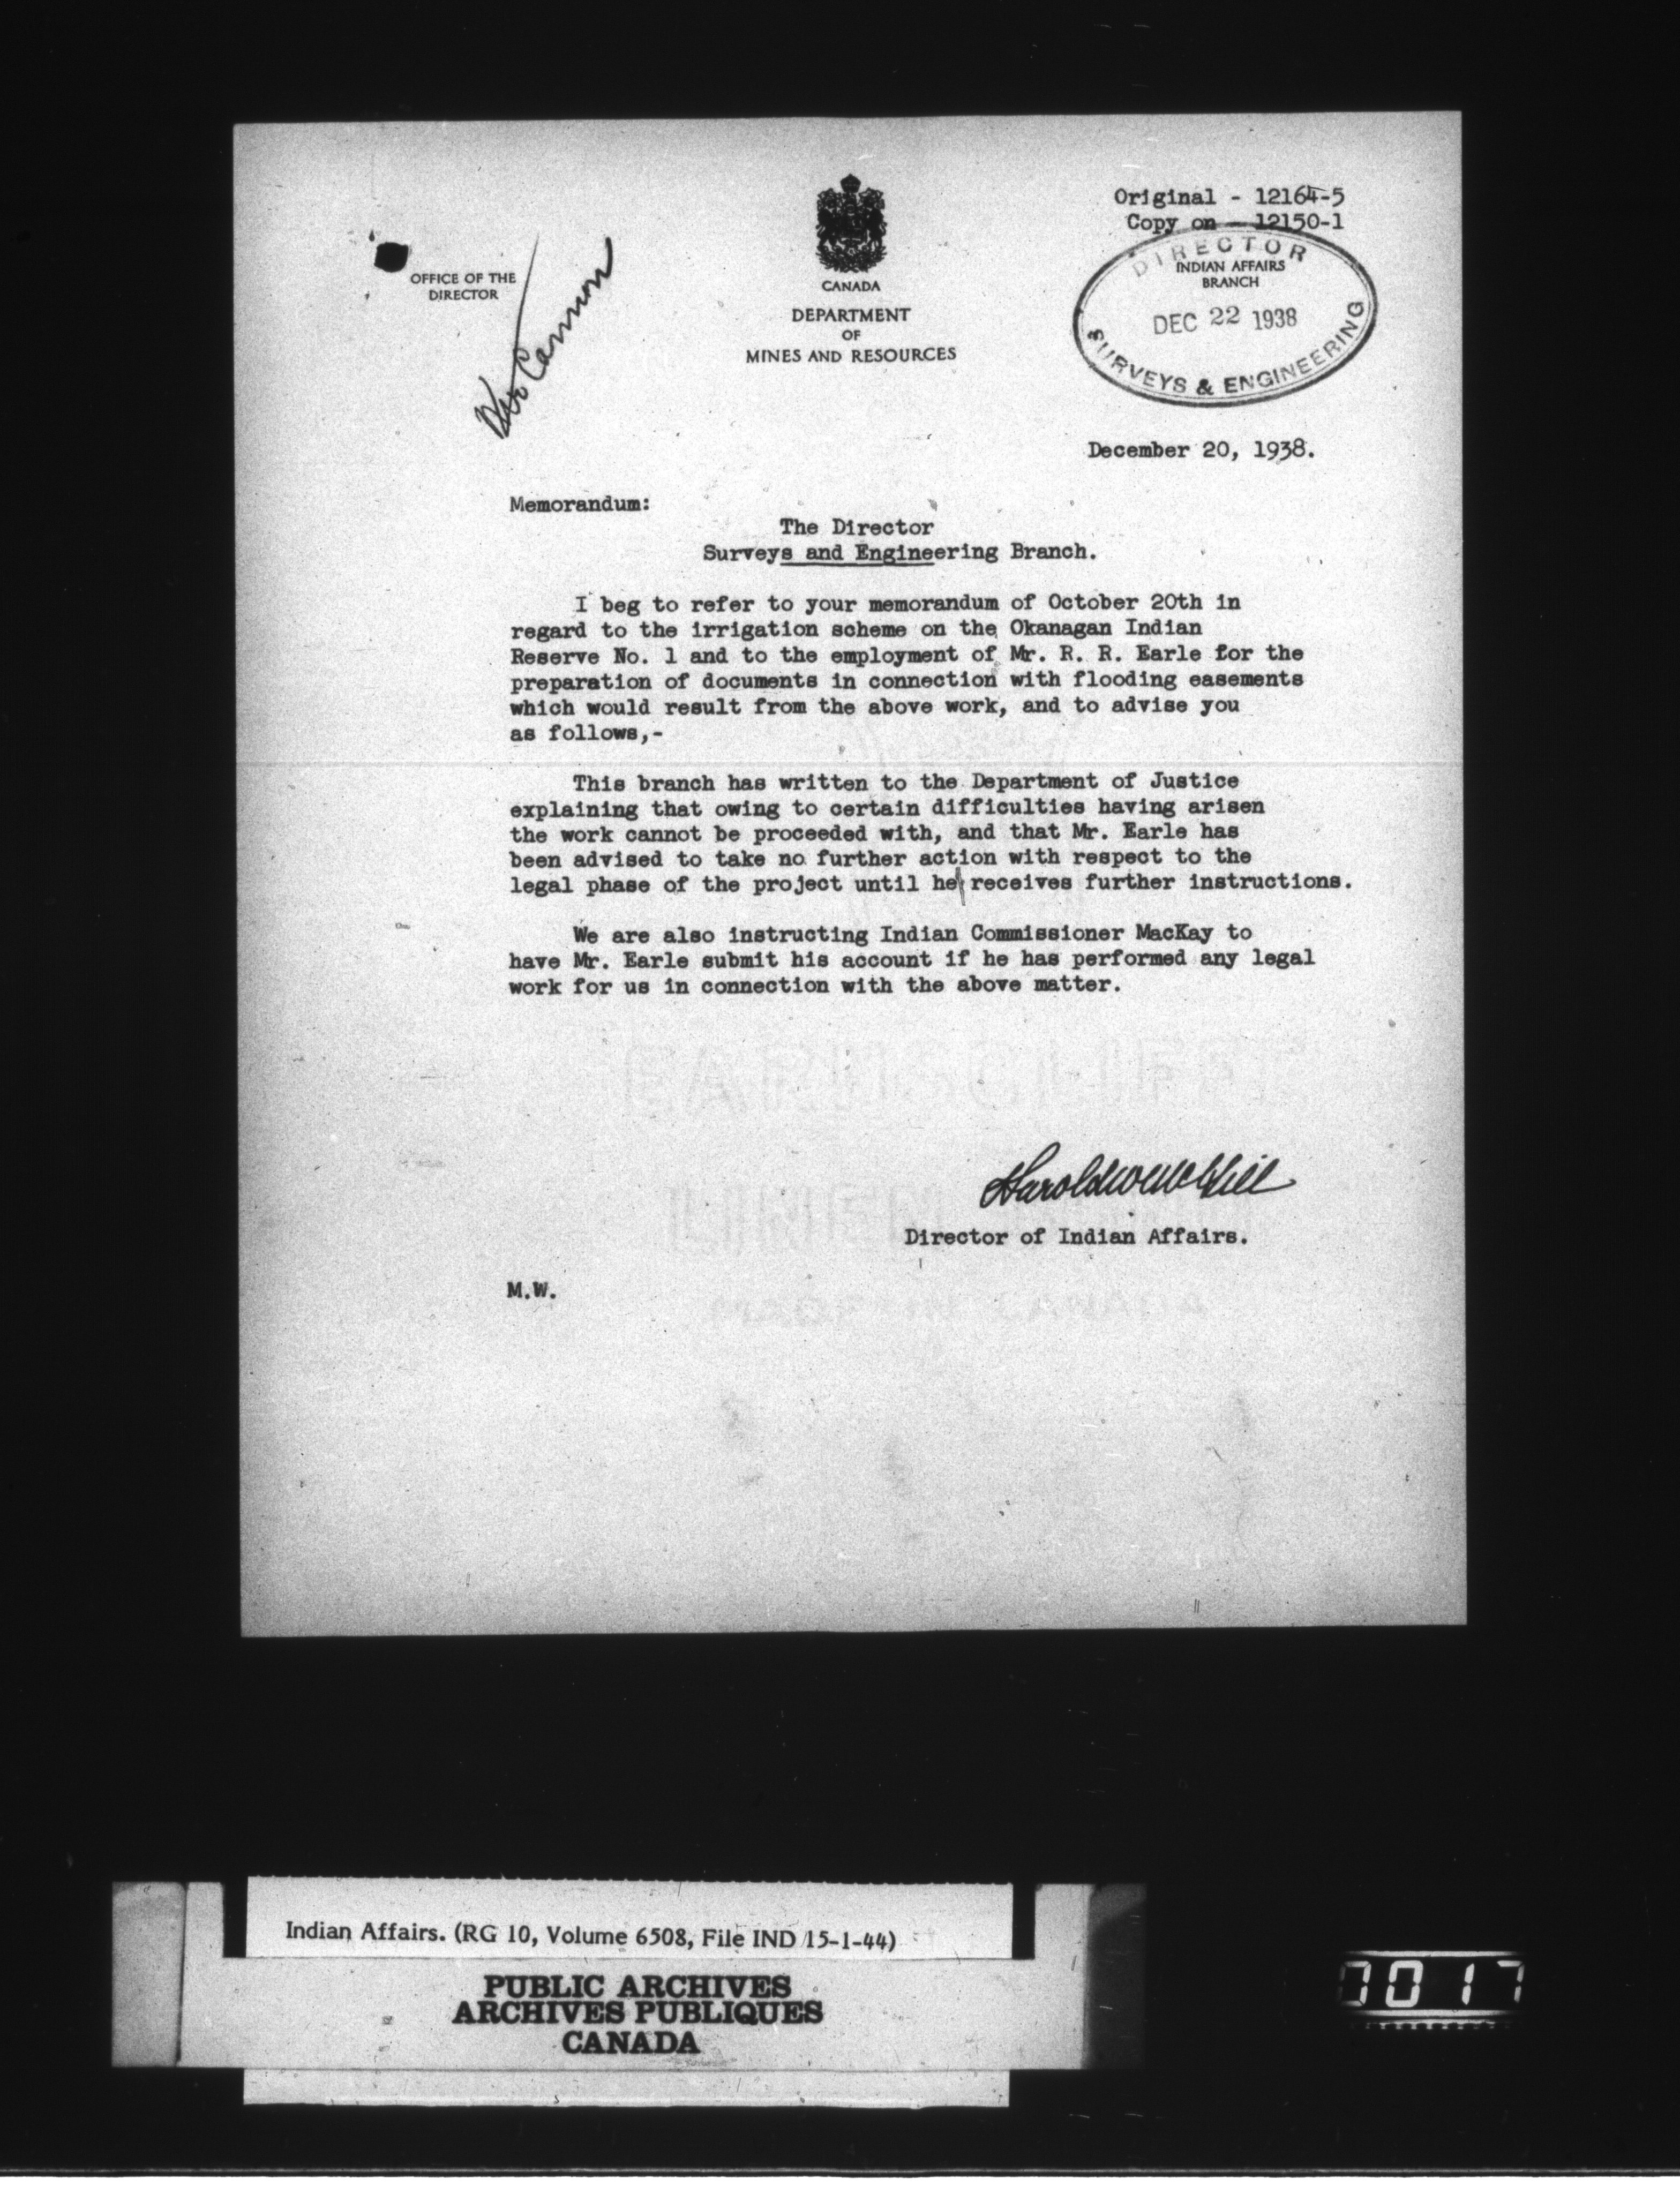 Original - 12164-5
Copy on - 12150-1
OFFICE OF THE
DIRECTOR
CANADA
DEPARTMENT
OF
MINES AND RESOURCES
DIRECTOR
INDIAN AFFAIRS
BRANCH
DEC 22 1938
SURVEYS & ENGINEERING
Cannon
December 20, 1938.
Memorandum:
The Director
Surveys and Engineering Branch.
I beg to refer to your memorandum of October 20th in
regard to the irrigation scheme on the Okanagan Indian
Reserve No. 1 and to the employment of Mr. R. R. Earle for the
preparation of documents in connection with flooding easements
which would result from the above work, and to advise you
as follows,-
This branch has written to the Department of Justice
explaining that owing to certain difficulties having arisen
the work cannot be proceeded with, and that Mr. Earle has
been advised to take no further action with respect to the
legal phase of the project until he receives further instructions.
We are also instructing Indian Commissioner MacKay to
have Mr. Earle submit his account if he has performed any legal
work for us in connection with the above matter.
Harold W McGill
Director of Indian Affairs.
M.W.
Indian Affairs. (RG 10, Volume 6508, File IND 15-1-44)
PUBLIC ARCHIVES
ARCHIVES PUBLIQUES
CANADA
0017